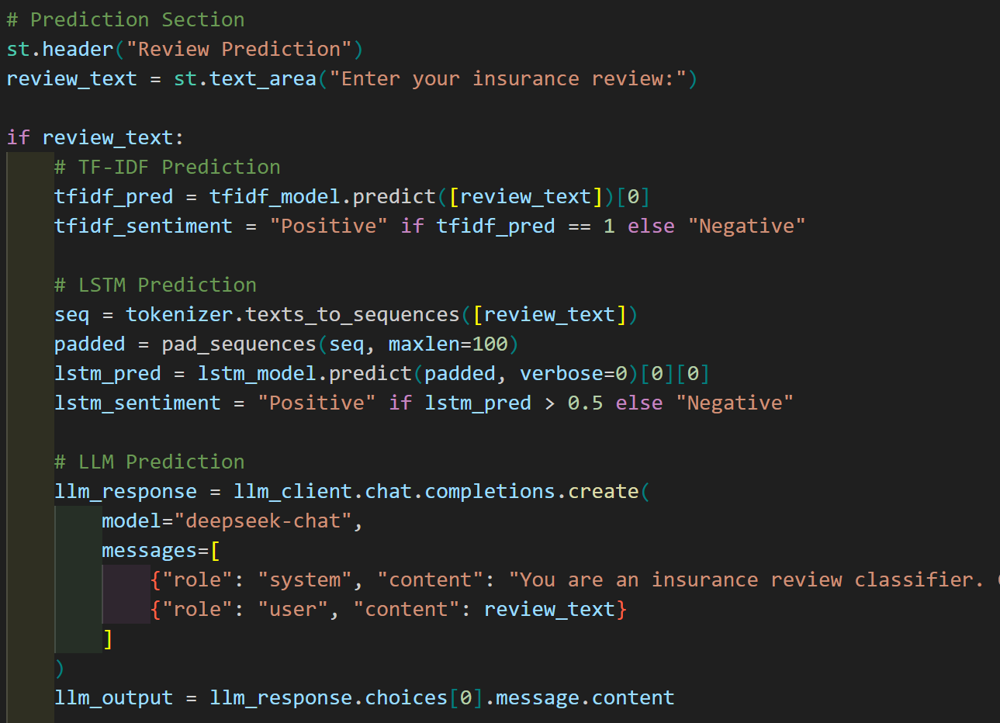 # Prediction Section
st.header("Review Prediction")
review_text = st.text_area("Enter your insurance review:")
if review_text:
# TF-IDF Prediction
tfidf_pred = tfidf_model.predict([review_text])[0]
tfidf_sentiment = "Positive" if tfidf_pred == 1 else "Negative"
# LSTM Prediction
seq = tokenizer.texts_to_sequences([review_text])
padded = pad_sequences(seq, maxlen=100)
lstm_pred = lstm_model.predict(padded, verbose=0)[0][0]
lstm_sentiment = "Positive" if lstm_pred > 0.5 else "Negative"
# LLM Prediction
llm_response = llm_client.chat.completions.create(
model="deepseek-chat",
messages=[
{"role": "system", "content": "You are an insurance review classifier.
{"role": "user", "content": review_text}
]
)
llm_output = llm_response.choices[0].message.content